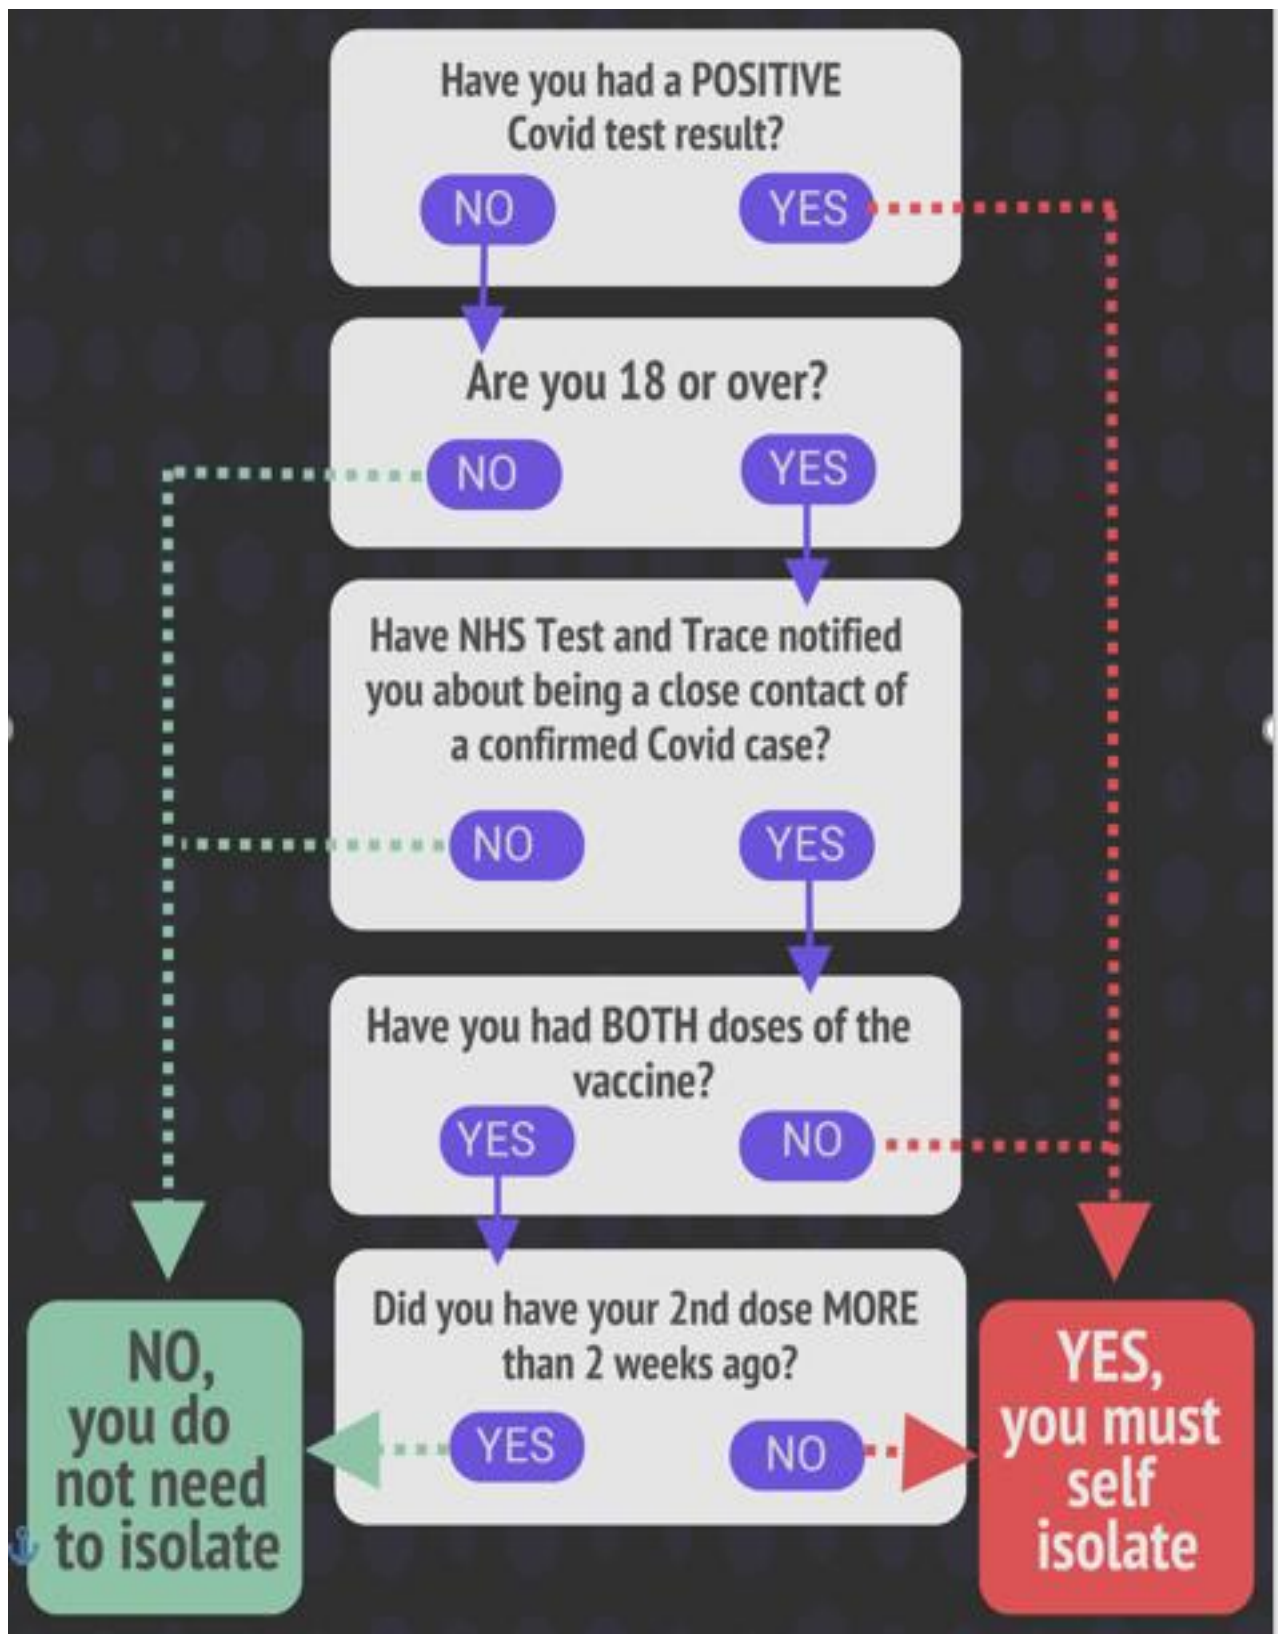 Have you had a POSITIVE
Covid test result?
NO YES
Are you 18 or over?
NO YES
Have NHS Test and Trace notified
you about being a close contact of
a confirmed Covid case?
NO YES
Have you had BOTH doses of the
vaccine?
YES NO
Did you have your 2nd dose MORE
than 2 weeks ago?
YES NO
NO,
you do
not need
to isolate
YES,
you must
self
isolate